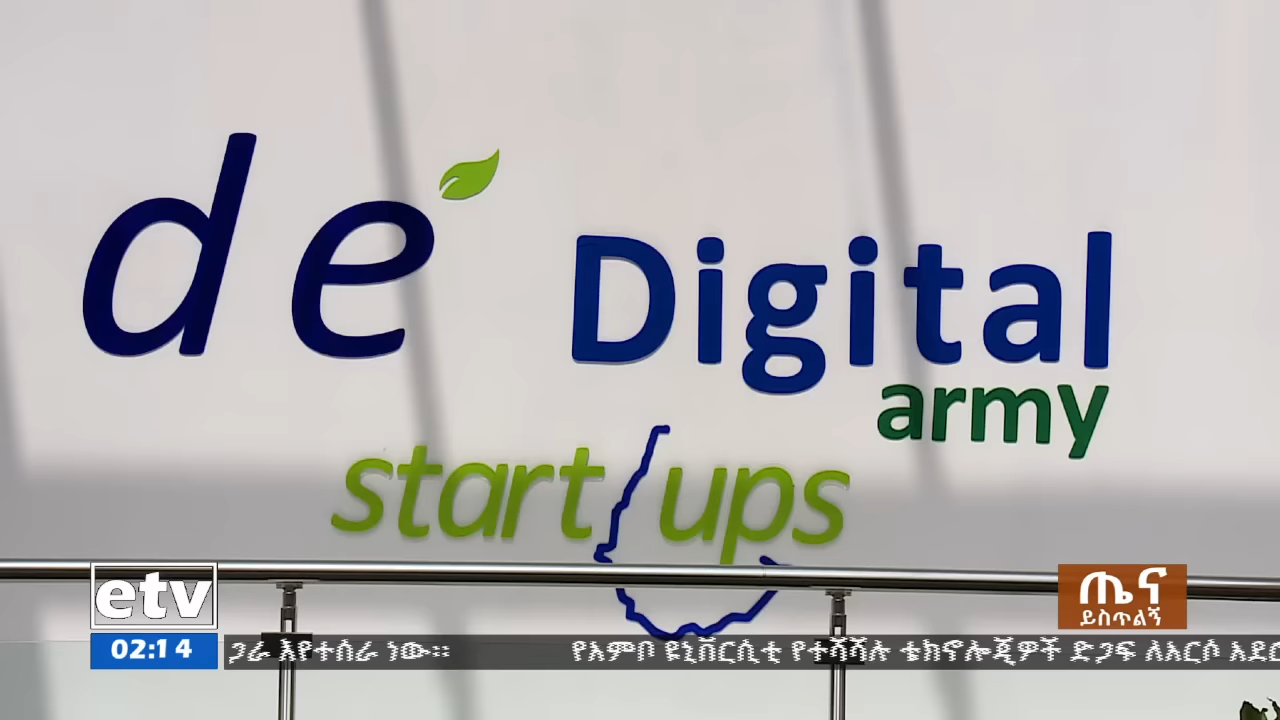 de Digital
army
start ups
etv
ጤና
ይስጥልኝ
02:14
ጋራ እየተሰራ ነው። የአምቦ ዩኒቨርሲቲ የተሻሻሉ ቴክኖሎጂዎች ድጋፍ ለአርሶ አደሮ